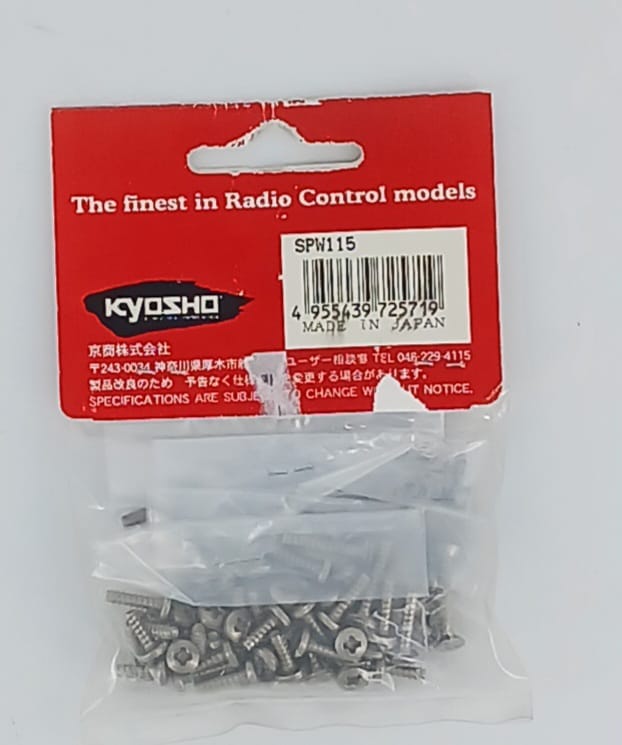 The finest in Radio Control models
SPW115
4 955439 725719
MADE IN JAPAN
KYOSHO
京商株式会社
〒243-0034 神奈川県厚木市 ユーザー相談室 TEL 046-229-4115
製品改良のため 予告なく仕様 変更する場合があります。
SPECIFICATIONS ARE TO CHANGE NOTICE.